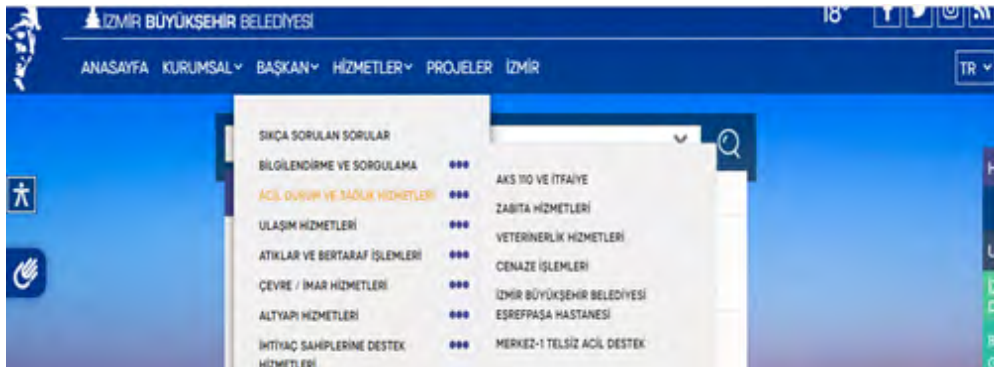 İZMİR BÜYÜKŞEHİR BELEDİYESİ
18°
ANASAYFA KURUMSAL BAŞKAN HİZMETLER PROJELER İZMİR
TR
SIKÇA SORULAN SORULAR
BİLGİLENDİRME VE SORGULAMA
ACİL DURUM VE SAĞLIK HİZMETLERİ
ULAŞIM HİZMETLERİ
ATIKLAR VE BERTARAF İŞLEMLERİ
ÇEVRE / İMAR HİZMETLERİ
ALTYAPI HİZMETLERİ
İHTİYAÇ SAHİPLERİNE DESTEK
HİZMETLERİ
AKS 110 VE İTFAİYE
ZABITA HİZMETLERİ
VETERİNERLİK HİZMETLERİ
CENAZE İŞLEMLERİ
İZMİR BÜYÜKŞEHİR BELEDİYESİ
EŞREFPAŞA HASTANESİ
MERKEZ-1 TELSİZ ACİL DESTEK